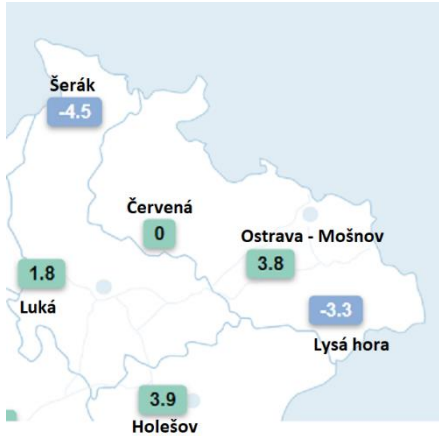 Šerák
-4.5
Červená
0
Ostrava - Mošnov
3.8
1.8
Luká
-3.3
Lysá hora
3.9
Holešov